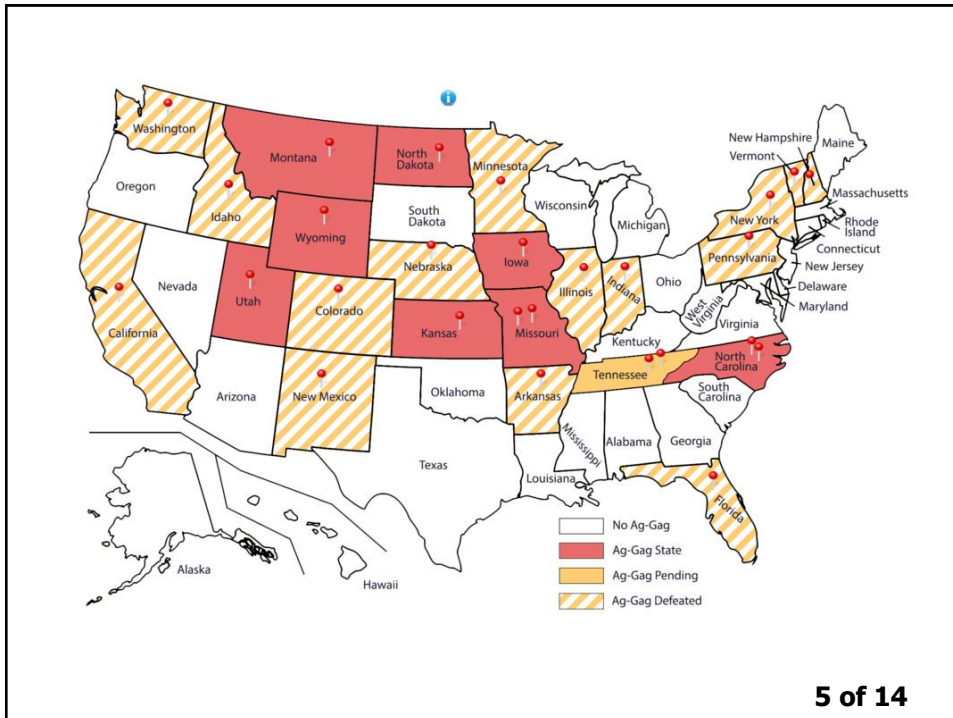 Washington
Montana
North
Dakota
Minnesota
New Hampshire
Vermont
Maine
Oregon
Idaho
Wyoming
South
Dakota
Wisconsin
Michigan
New York
Massachusetts
Rhode
Island
Connecticut
Nevada
Utah
Colorado
Nebraska
Iowa
Illinois
Indiana
Ohio
Pennsylvania
New Jersey
Delaware
Maryland
California
Kansas
Missouri
Kentucky
West
Virginia
Virginia
Arizona
New Mexico
Oklahoma
Arkansas
Tennessee
North
Carolina
South
Carolina
Texas
Louisiana
Mississippi
Alabama
Georgia
Florida
Alaska
Hawaii
No Ag-Gag
Ag-Gag State
Ag-Gag Pending
Ag-Gag Defeated
5 of 14